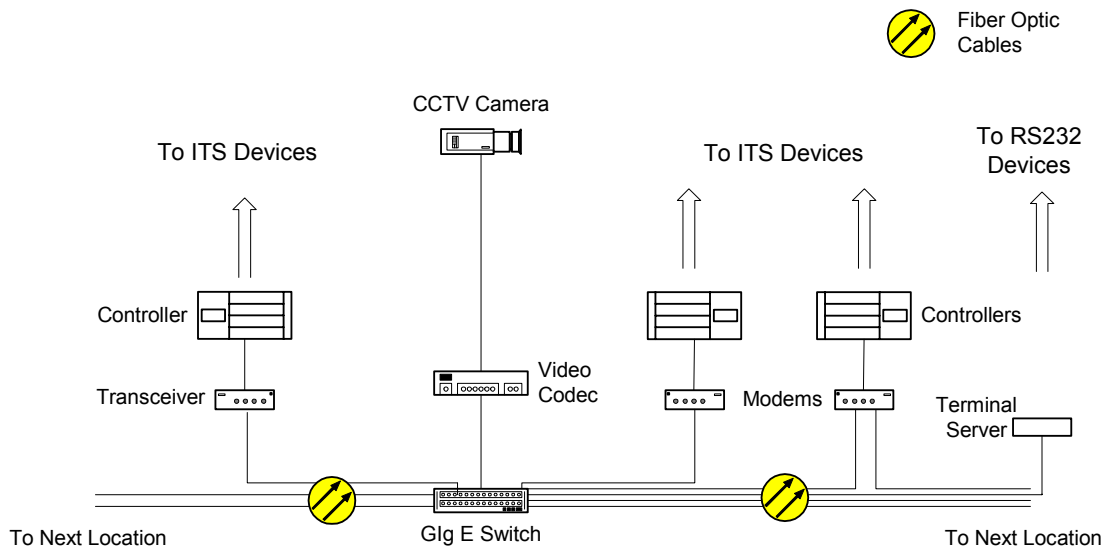 Fiber Optic
Cables
CCTV Camera
To ITS Devices
To ITS Devices
To RS232
Devices
Controller
Controllers
Transceiver
Video
Codec
Modems
Terminal
Server
GIg E Switch
To Next Location
To Next Location